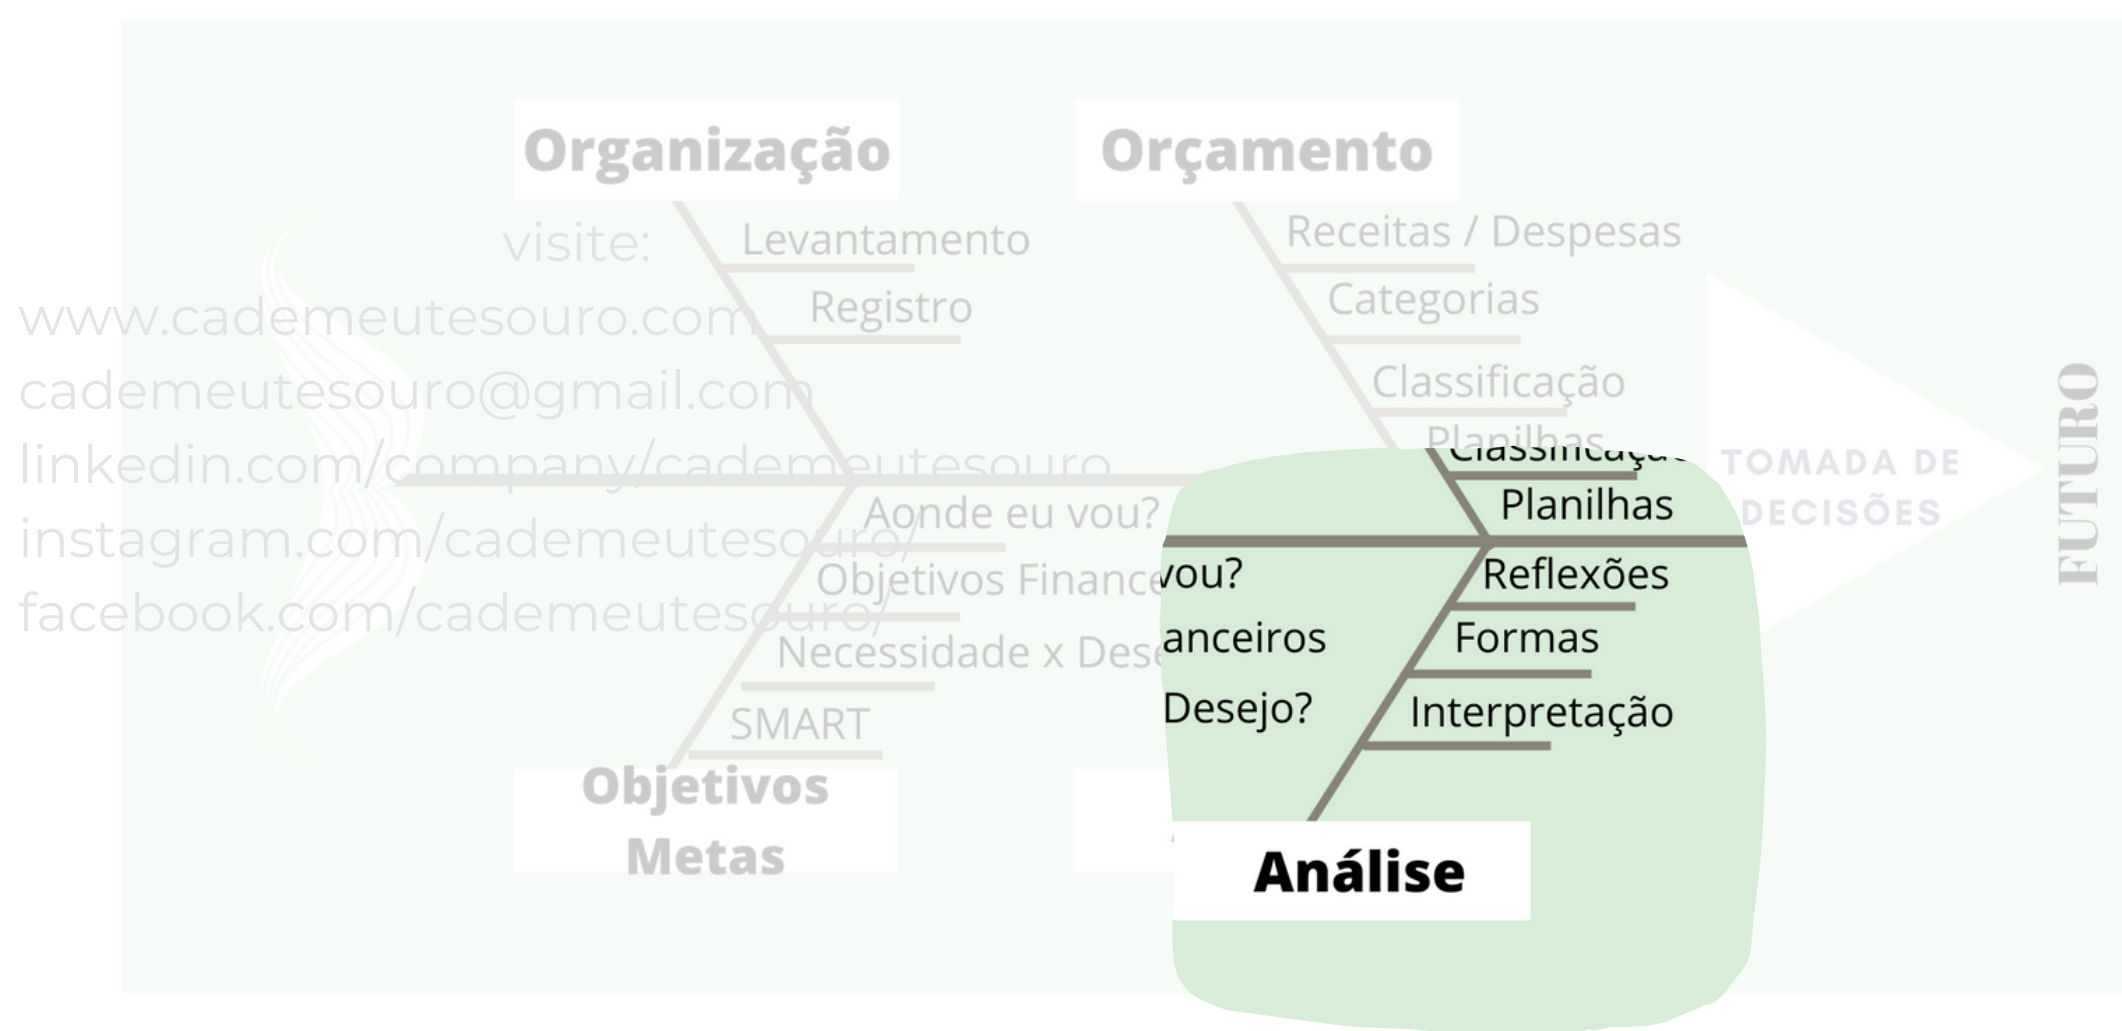 Organização
Levantamento
Registro
Orçamento
Receitas / Despesas
Categorias
Classificação
Planilhas
visite:
www.cademeutesouro.com
cademeutesouro@gmail.com
linkedin.com/company/cademeutesouro
instagram.com/cademeutesouro/
facebook.com/cademeutesouro/
Aonde eu vou?
Objetivos Finance
Necessidade x Dese
SMART
Objetivos
Metas
Classificação
Planilhas
vou?
anceiros
Desejo?
Reflexões
Formas
Interpretação
Análise
TOMADA DE
DECISÕES
FUTURO